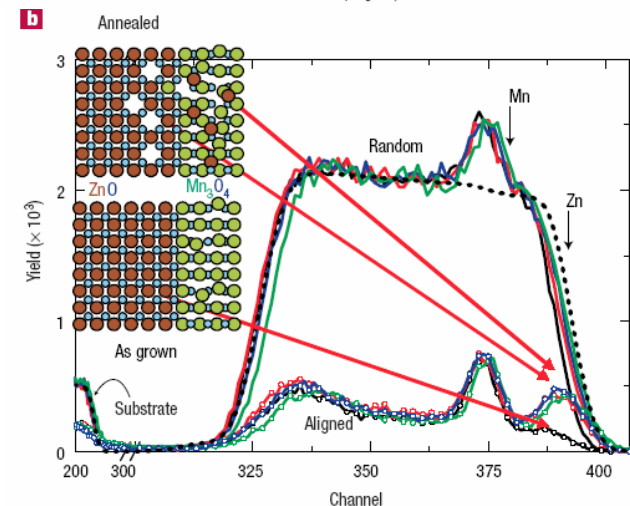 b
Annealed
3
2
1
0
Yield (× 10³)
ZnO
Mn₃O₄
As grown
Substrate
Random
Mn
Zn
Aligned
200 300 325 350 375 400
Channel